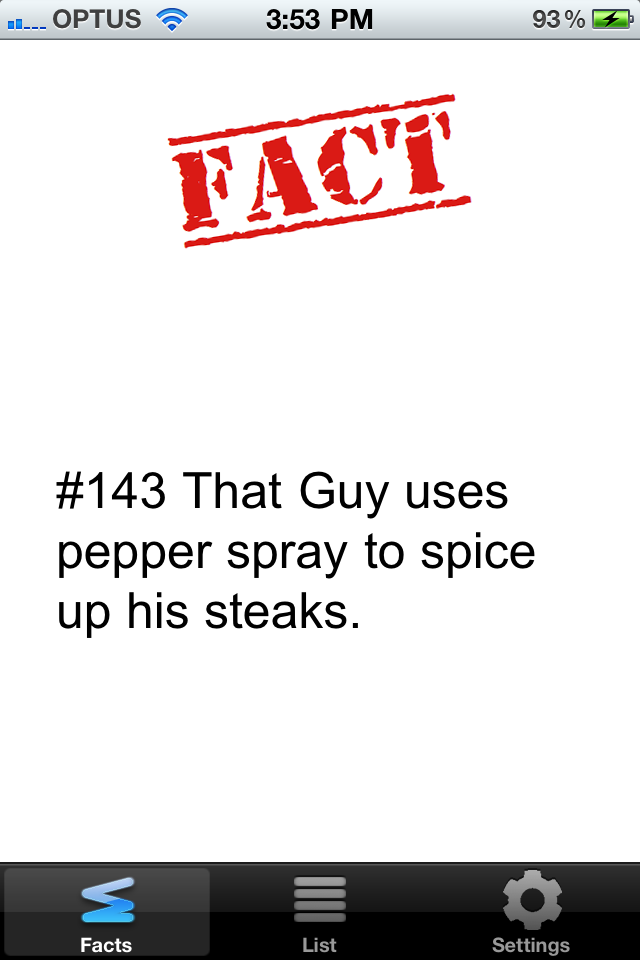 OPTUS 3:53 PM 93%
FACT
#143 That Guy uses
pepper spray to spice
up his steaks.
Facts List Settings